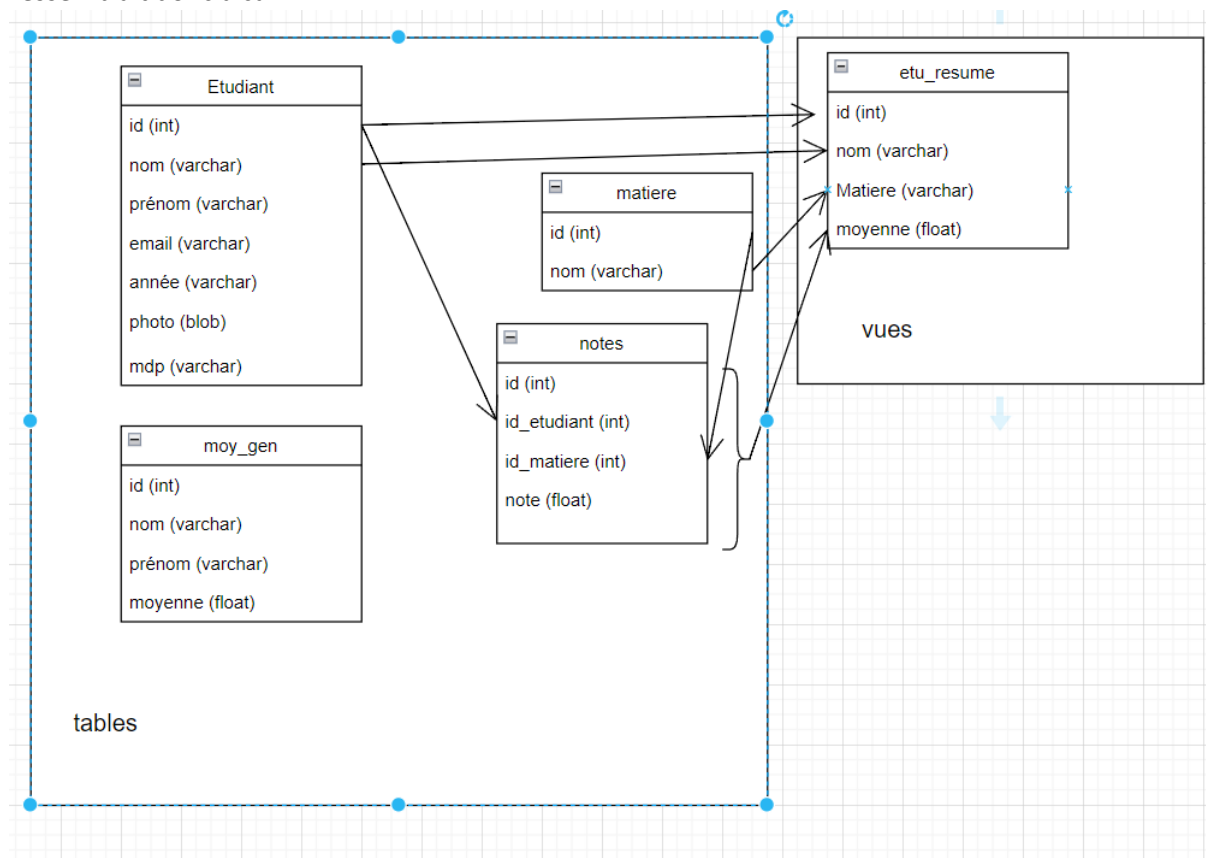 Etudiant
id (int)
nom (varchar)
prénom (varchar)
email (varchar)
année (varchar)
photo (blob)
mdp (varchar)
moy_gen
id (int)
nom (varchar)
prénom (varchar)
moyenne (float)
matiere
id (int)
nom (varchar)
notes
id (int)
id_etudiant (int)
id_matiere (int)
note (float)
tables
etu_resume
id (int)
nom (varchar)
Matiere (varchar)
moyenne (float)
vues